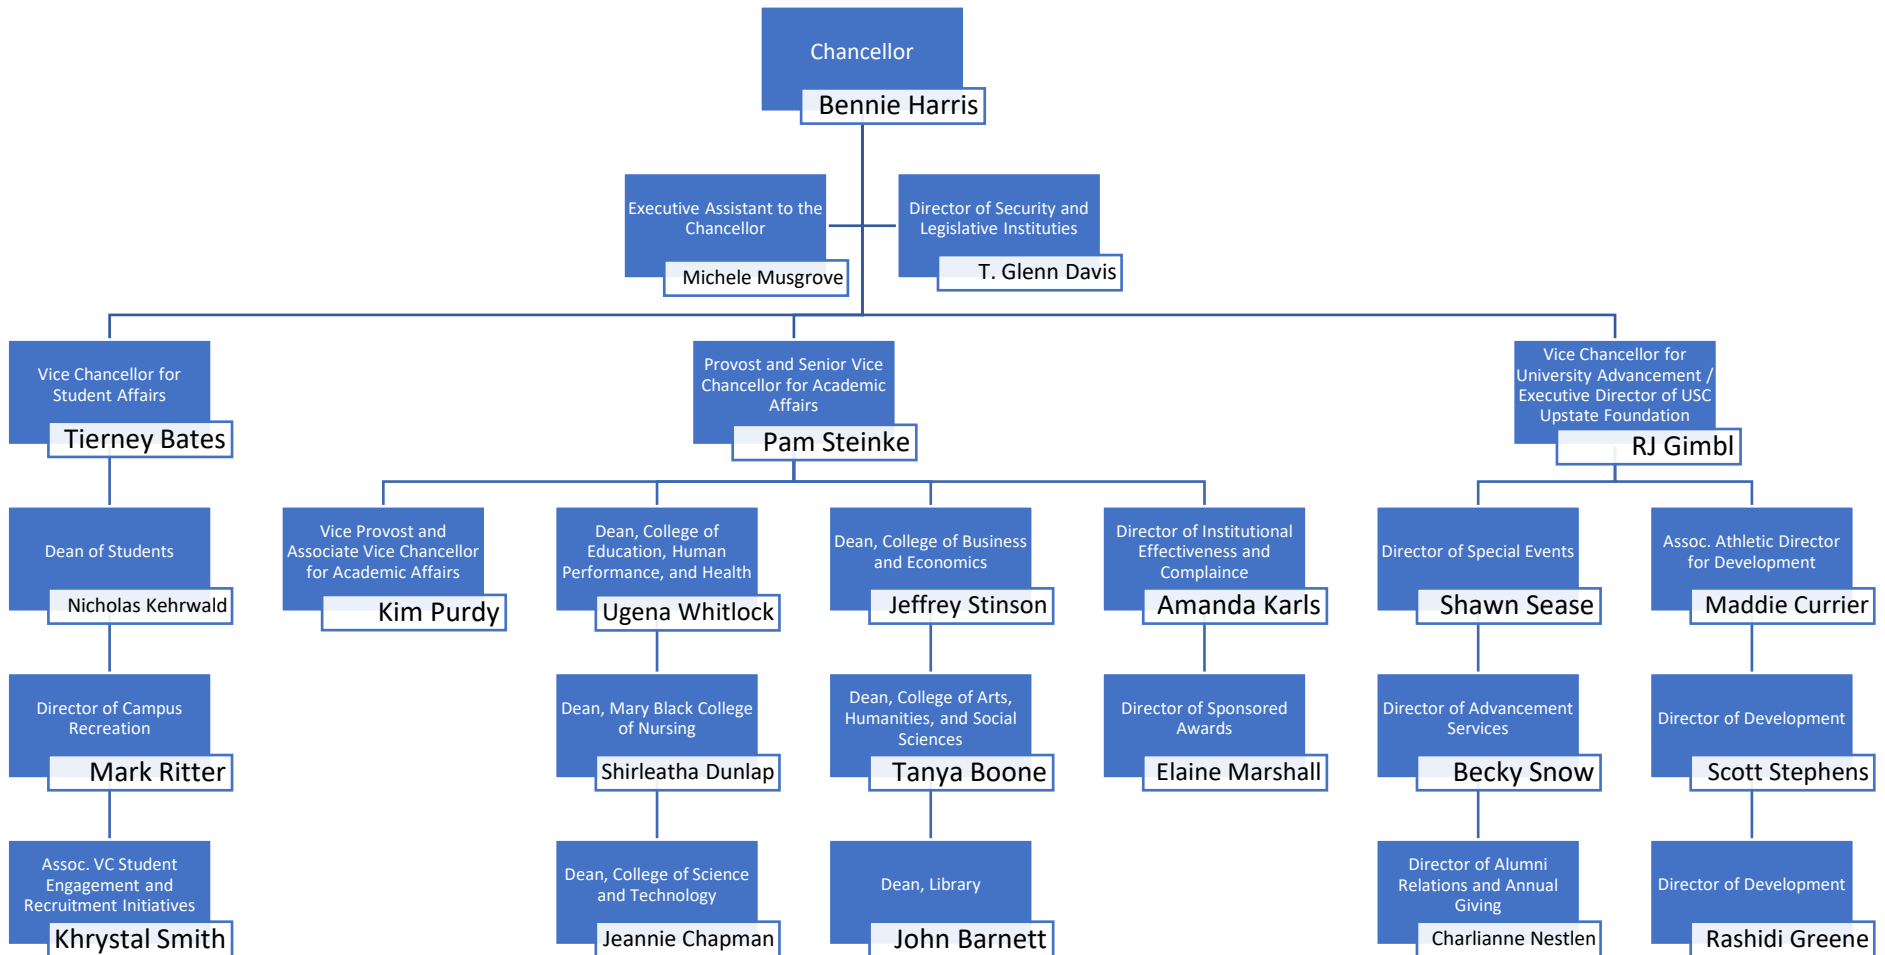 Chancellor
Bennie Harris
Executive Assistant to the
Chancellor
Michele Musgrove
Director of Security and
Legislative Instituties
T. Glenn Davis
Vice Chancellor for
Student Affairs
Tierney Bates
Provost and Senior Vice
Chancellor for Academic
Affairs
Pam Steinke
Vice Chancellor for
University Advancement /
Executive Director of USC
Upstate Foundation
RJ Gimbl
Dean of Students
Nicholas Kehrwald
Vice Provost and
Associate Vice Chancellor
for Academic Affairs
Kim Purdy
Dean, College of
Education, Human
Performance, and Health
Ugena Whitlock
Dean, College of Business
and Economics
Jeffrey Stinson
Director of Institutional
Effectiveness and
Complaince
Amanda Karls
Director of Special Events
Shawn Sease
Assoc. Athletic Director
for Development
Maddie Currier
Director of Campus
Recreation
Mark Ritter
Dean, Mary Black College
of Nursing
Shirleatha Dunlap
Dean, College of Arts,
Humanities, and Social
Sciences
Tanya Boone
Director of Sponsored
Awards
Elaine Marshall
Director of Advancement
Services
Becky Snow
Director of Development
Scott Stephens
Assoc. VC Student
Engagement and
Recruitment Initiatives
Khrystal Smith
Dean, College of Science
and Technology
Jeannie Chapman
Dean, Library
John Barnett
Director of Alumni
Relations and Annual
Giving
Charlianne Nestlen
Director of Development
Rashidi Greene